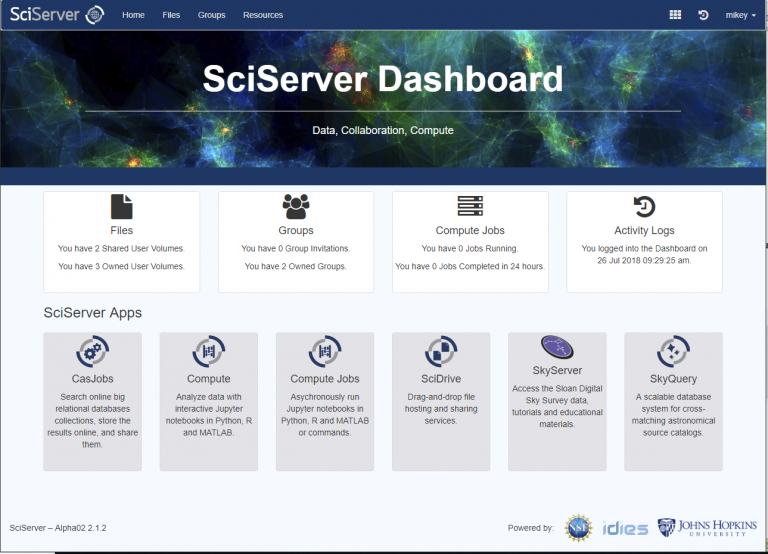 SciServer
Home Files Groups Resources
mikey
SciServer Dashboard
Data, Collaboration, Compute
Files
You have 2 Shared User Volumes.
You have 3 Owned User Volumes.
Groups
You have 0 Group Invitations.
You have 2 Owned Groups.
Compute Jobs
You have 0 Jobs Running.
You have 0 Jobs Completed in 24 hours.
Activity Logs
You logged into the Dashboard on
26 Jul 2018 09:29:25 am.
SciServer Apps
CasJobs
Search online big
relational databases
collections, store the
results online, and share
them.
Compute
Analyze data with
interactive Jupyter
notebooks in Python, R
and MATLAB.
Compute Jobs
Asychronously run
Jupyter notebooks in
Python, R and MATLAB
or commands.
SciDrive
Drag-and-drop file
hosting and sharing
services.
SkyServer
Access the Sloan Digital
Sky Survey data,
tutorials and educational
materials.
SkyQuery
A scalable database
system for cross-
matching astronomical
source catalogs.
SciServer – Alpha02 2.1.2
Powered by:
NSF
idies
JOHNS HOPKINS
UNIVERSITY